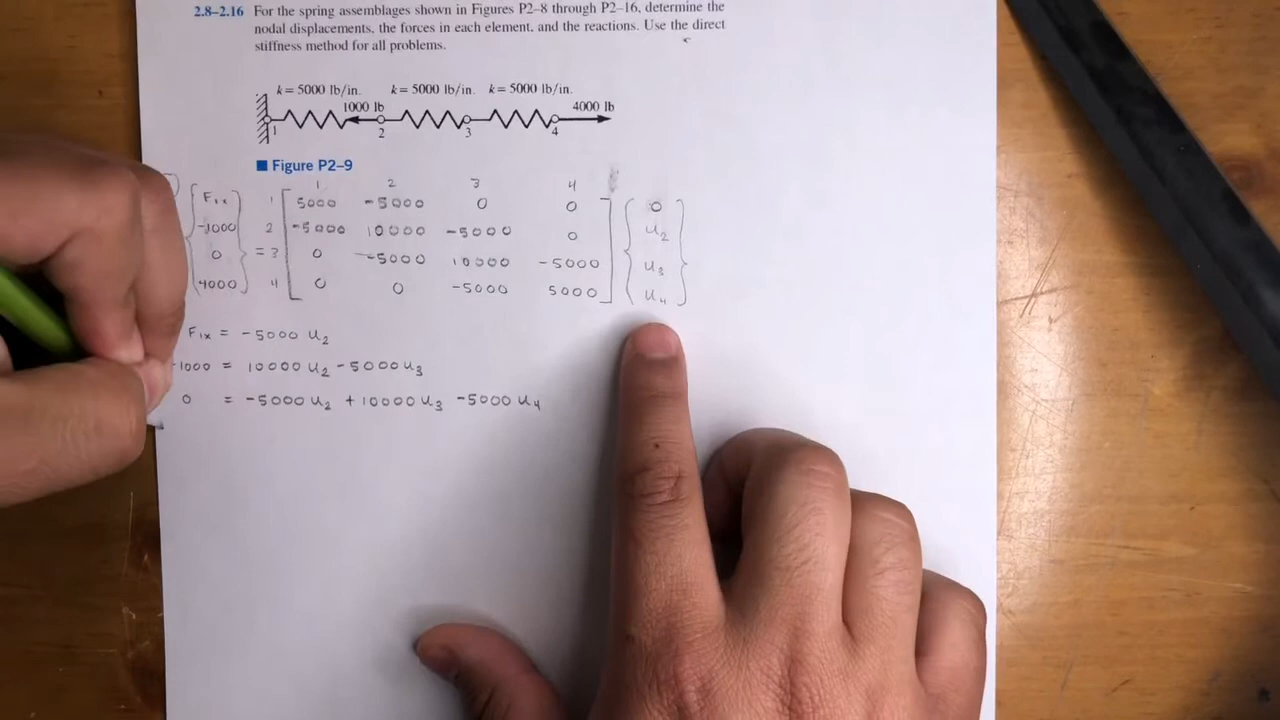 2.8–2.16 For the spring assemblages shown in Figures P2–8 through P2–16, determine the
nodal displacements, the forces in each element, and the reactions. Use the direct
stiffness method for all problems.
k = 5000 lb/in. k = 5000 lb/in. k = 5000 lb/in.
1000 lb 4000 lb
1 2 3 4
■ Figure P2–9
1 2 3 4
F1x 1 5000 -5000 0 0 0
-1000 2 -5000 10000 -5000 0 u2
0 = 3 0 -5000 10000 -5000 u3
4000 4 0 0 -5000 5000 u4
F1x = -5000 u2
-1000 = 10000 u2 - 5000 u3
0 = -5000 u2 + 10000 u3 - 5000 u4